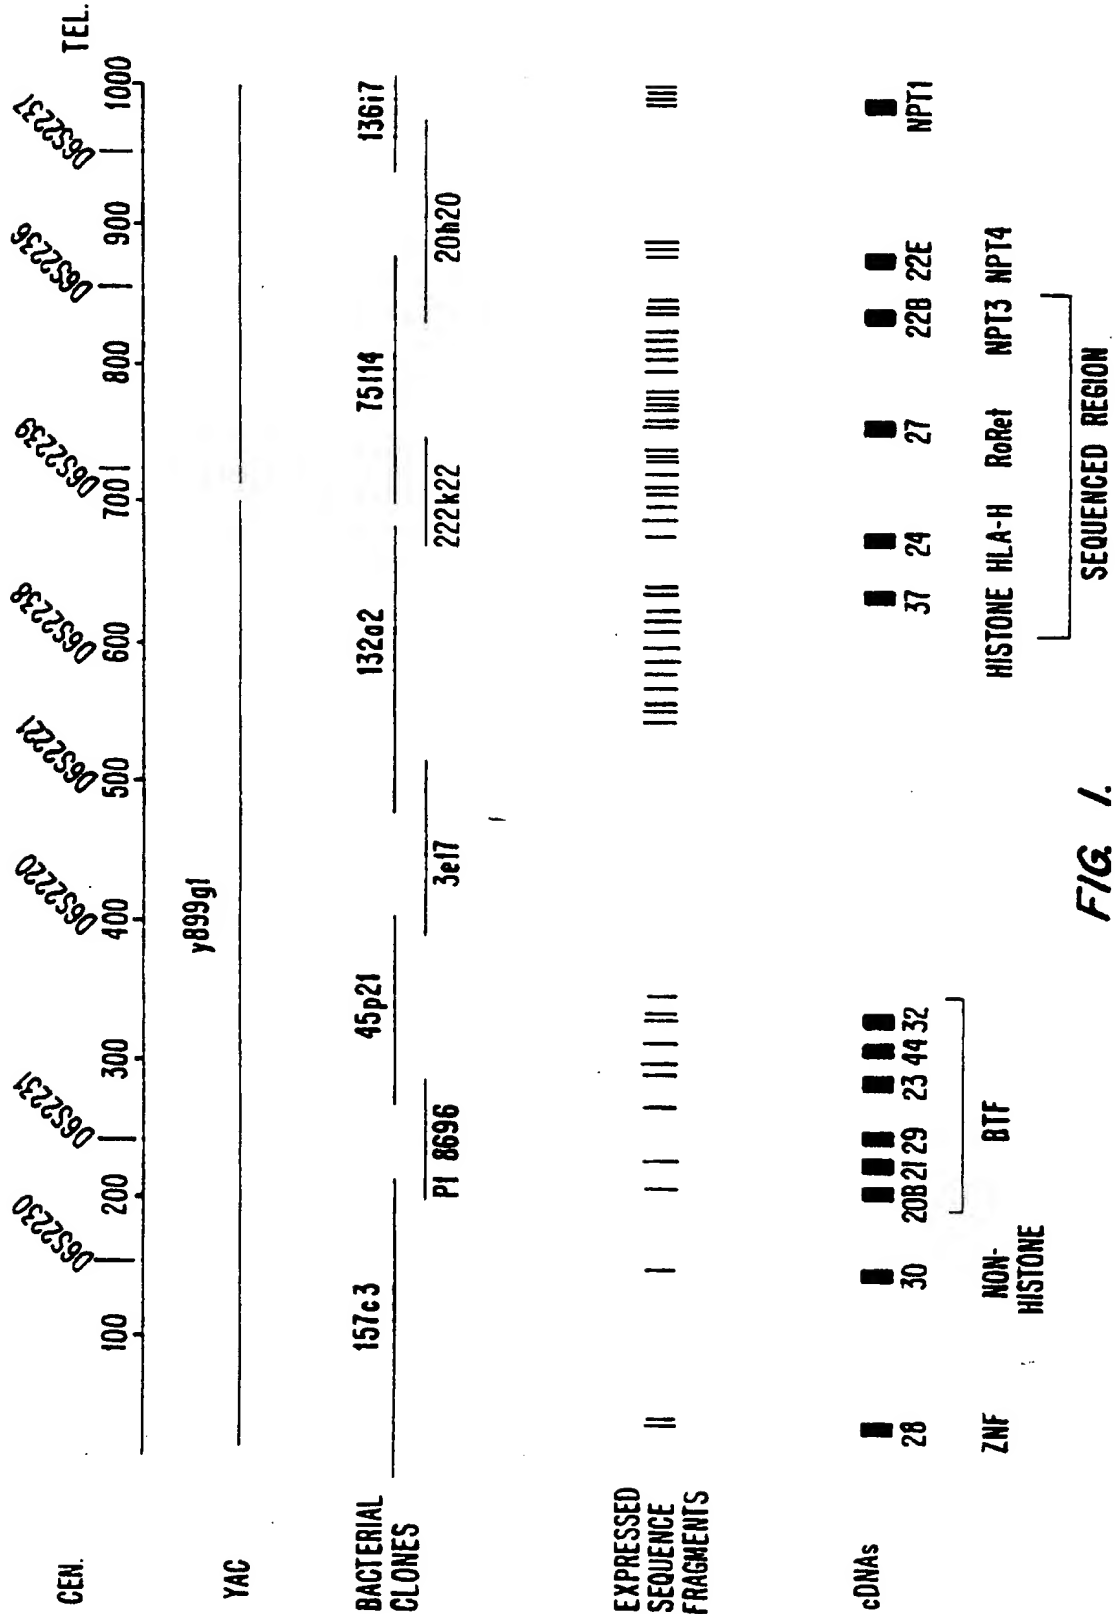 CEN. D6S2230 D6S2231 D6S2220 D6S2221 D6S2238 D6S2239 D6S2236 D6S2237 TEL.
100 200 300 400 500 600 700 800 900 1000
YAC y899g1
BACTERIAL CLONES
157c3 45p21 132a2 75l14 136i7
P1 8696 3e17 222k22 20h20
EXPRESSED
SEQUENCE
FRAGMENTS
cDNAs
28 30 20B 21 29 23 44 32 37 24 27 22B 22E NPT1
ZNF NON-HISTONE BTF HISTONE HLA-H RoRet NPT3 NPT4
SEQUENCED REGION
FIG. 1.